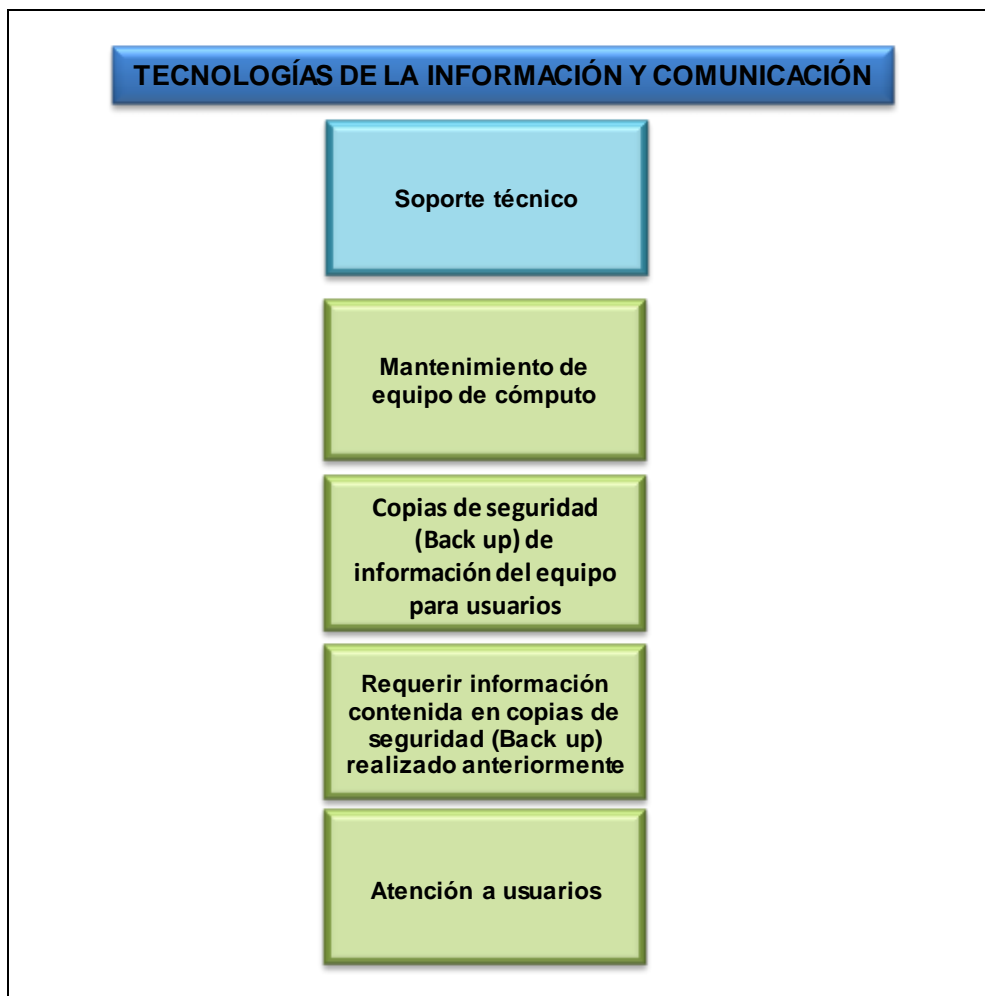 TECNOLOGÍAS DE LA INFORMACIÓN Y COMUNICACIÓN
Soporte técnico
Mantenimiento de
equipo de cómputo
Copias de seguridad
(Back up) de
información del equipo
para usuarios
Requerir información
contenida en copias de
seguridad (Back up)
realizado anteriormente
Atención a usuarios